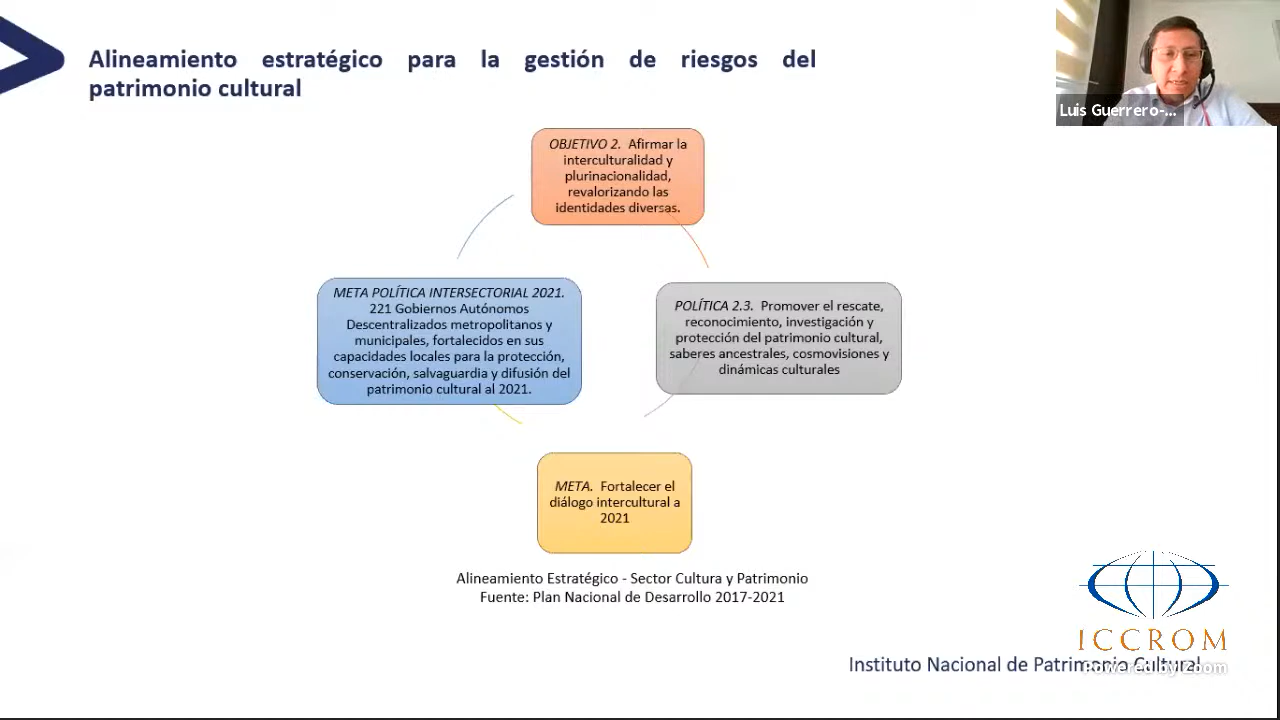 Alineamiento estratégico para la gestión de riesgos del
patrimonio cultural
Luis Guerrero-...
OBJETIVO 2. Afirmar la
interculturalidad y
plurinacionalidad,
revalorizando las
identidades diversas.
META POLÍTICA INTERSECTORIAL 2021.
221 Gobiernos Autónomos
Descentralizados metropolitanos y
municipales, fortalecidos en sus
capacidades locales para la protección,
conservación, salvaguardia y difusión del
patrimonio cultural al 2021.
POLÍTICA 2.3. Promover el rescate,
reconocimiento, investigación y
protección del patrimonio cultural,
saberes ancestrales, cosmovisiones y
dinámicas culturales
META. Fortalecer el
diálogo intercultural a
2021
Alineamiento Estratégico - Sector Cultura y Patrimonio
Fuente: Plan Nacional de Desarrollo 2017-2021
ICCROM
Instituto Nacional de Patrimonio Cultural
Powered by Zoom